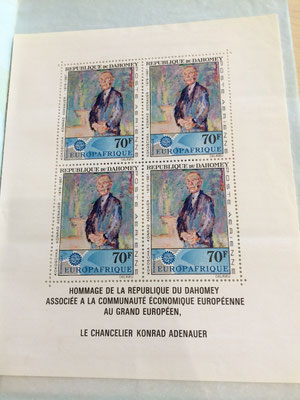 REPUBLIQUE DU DAHOMEY
70F
EUROPAFRIQUE
REPUBLIQUE DU DAHOMEY
70F
EUROPAFRIQUE
REPUBLIQUE DU DAHOMEY
70F
EUROPAFRIQUE
REPUBLIQUE DU DAHOMEY
70F
EUROPAFRIQUE
HOMMAGE DE LA REPUBLIQUE DU DAHOMEY
ASSOCIÉE A LA COMMUNAUTÉ ÉCONOMIQUE EUROPÉENNE
AU GRAND EUROPÉEN,
LE CHANCELIER KONRAD ADENAUER